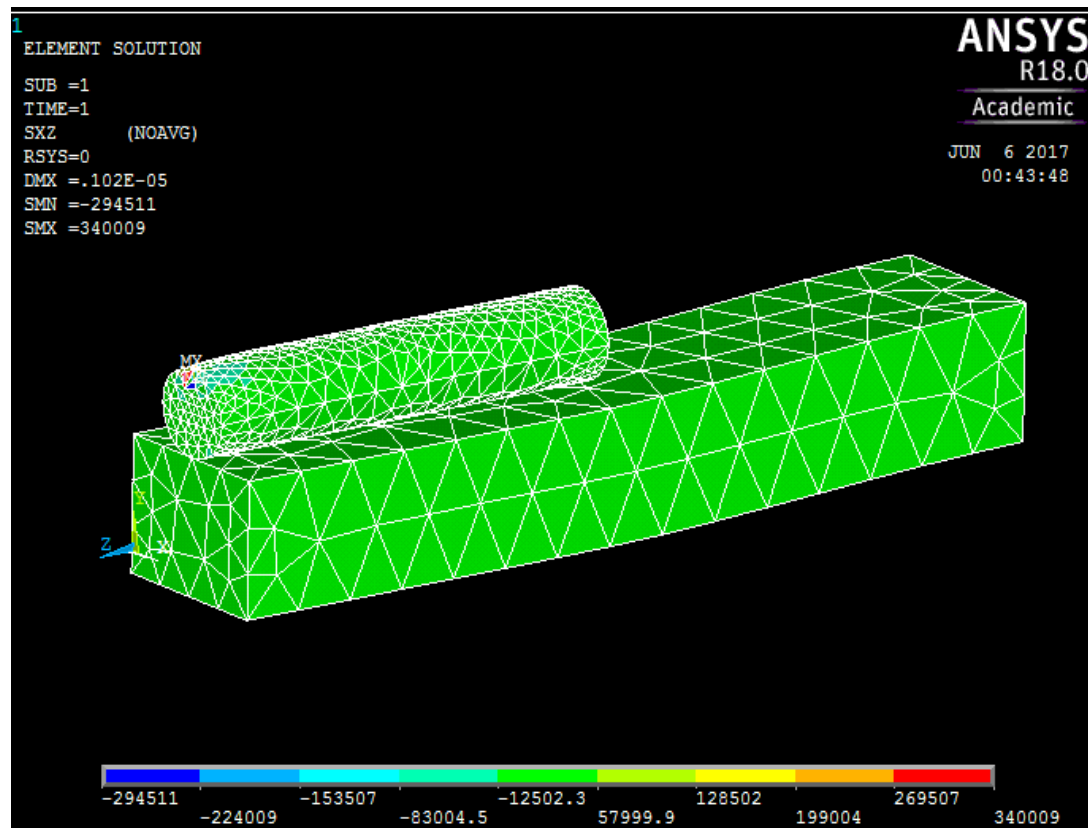 1
ELEMENT SOLUTION
SUB =1
TIME=1
SXZ (NOAVG)
RSYS=0
DMX =.102E-05
SMN =-294511
SMX =340009
ANSYS
R18.0
Academic
JUN 6 2017
00:43:48
MX
Y
Z X
-294511 -153507 -12502.3 128502 269507
-224009 -83004.5 57999.9 199004 340009